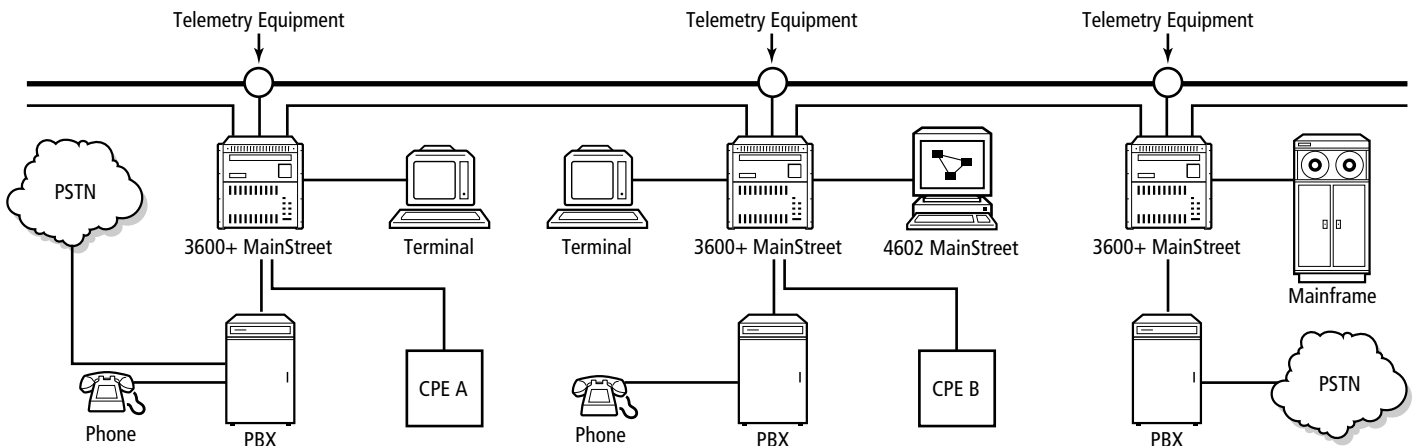 Telemetry Equipment
Telemetry Equipment
Telemetry Equipment
PSTN
3600+ MainStreet
Terminal
Terminal
3600+ MainStreet
4602 MainStreet
3600+ MainStreet
Mainframe
CPE A
CPE B
PSTN
Phone
PBX
Phone
PBX
PBX